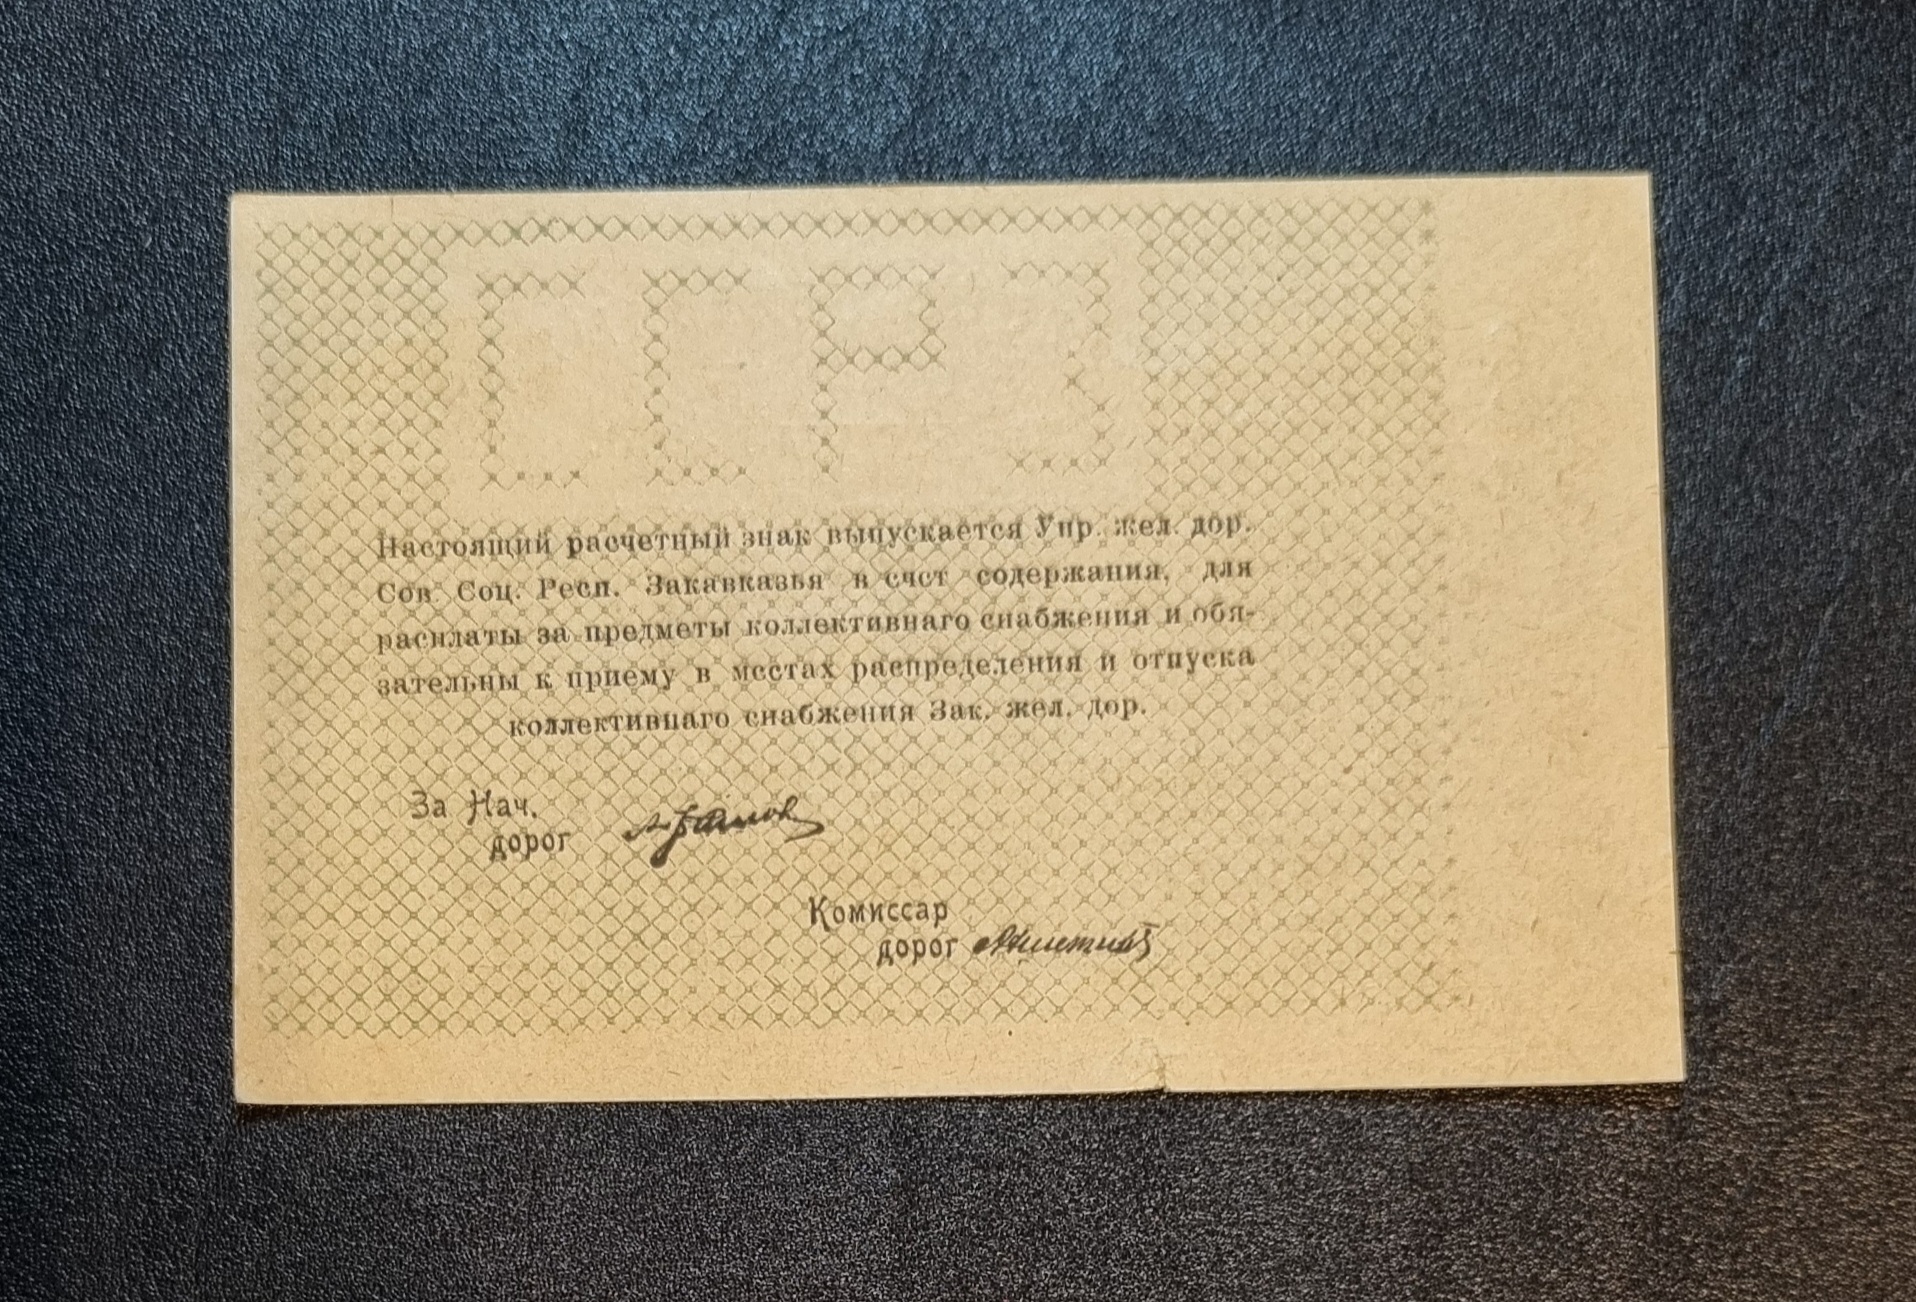 ССРЗ
Настоящий расчетный знак выпускается Упр. жел. дор.
Сов. Соц. Респ. Закавказья в счет содержания, для
расплаты за предметы коллективнаго снабжения и обя-
зательны к приему в местах распределения и отпуска
коллективнаго снабжения Зак. жел. дор.
За Нач.
дорог
Комиссар
дорог